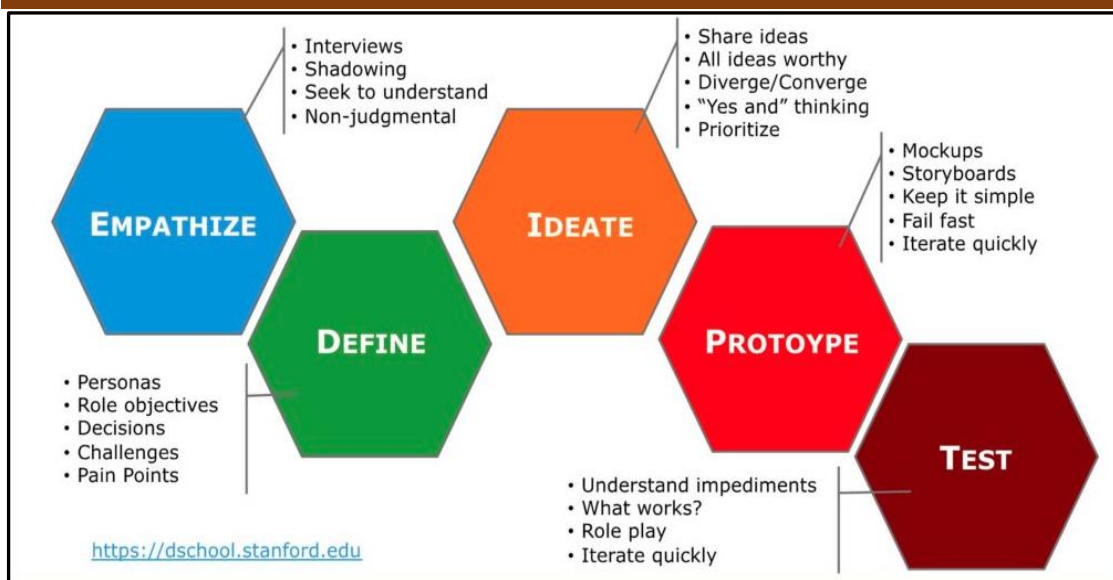 • Interviews
• Shadowing
• Seek to understand
• Non-judgmental
EMPATHIZE
• Personas
• Role objectives
• Decisions
• Challenges
• Pain Points
DEFINE
• Share ideas
• All ideas worthy
• Diverge/Converge
• “Yes and” thinking
• Prioritize
IDEATE
• Mockups
• Storyboards
• Keep it simple
• Fail fast
• Iterate quickly
PROTOYPE
• Understand impediments
• What works?
• Role play
• Iterate quickly
TEST
https://dschool.stanford.edu